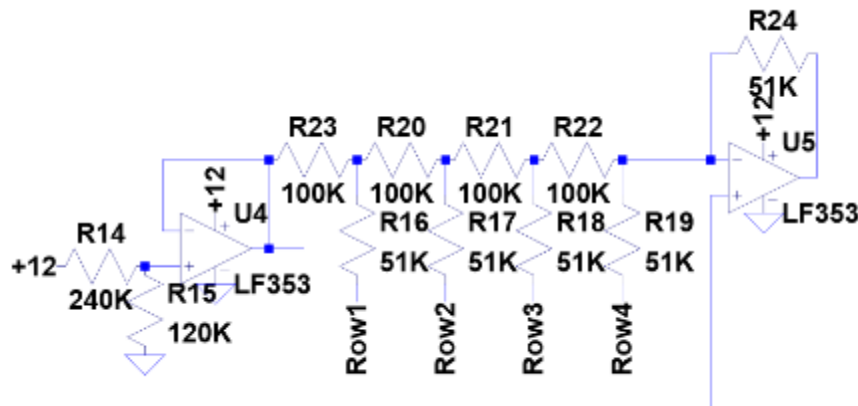 R24
51K
+12
U5
LF353
R23
R20
R21
R22
100K
100K
100K
100K
+12
U4
LF353
R14
+12
240K
R15
120K
R16
51K
R17
51K
R18
51K
R19
51K
Row1
Row2
Row3
Row4